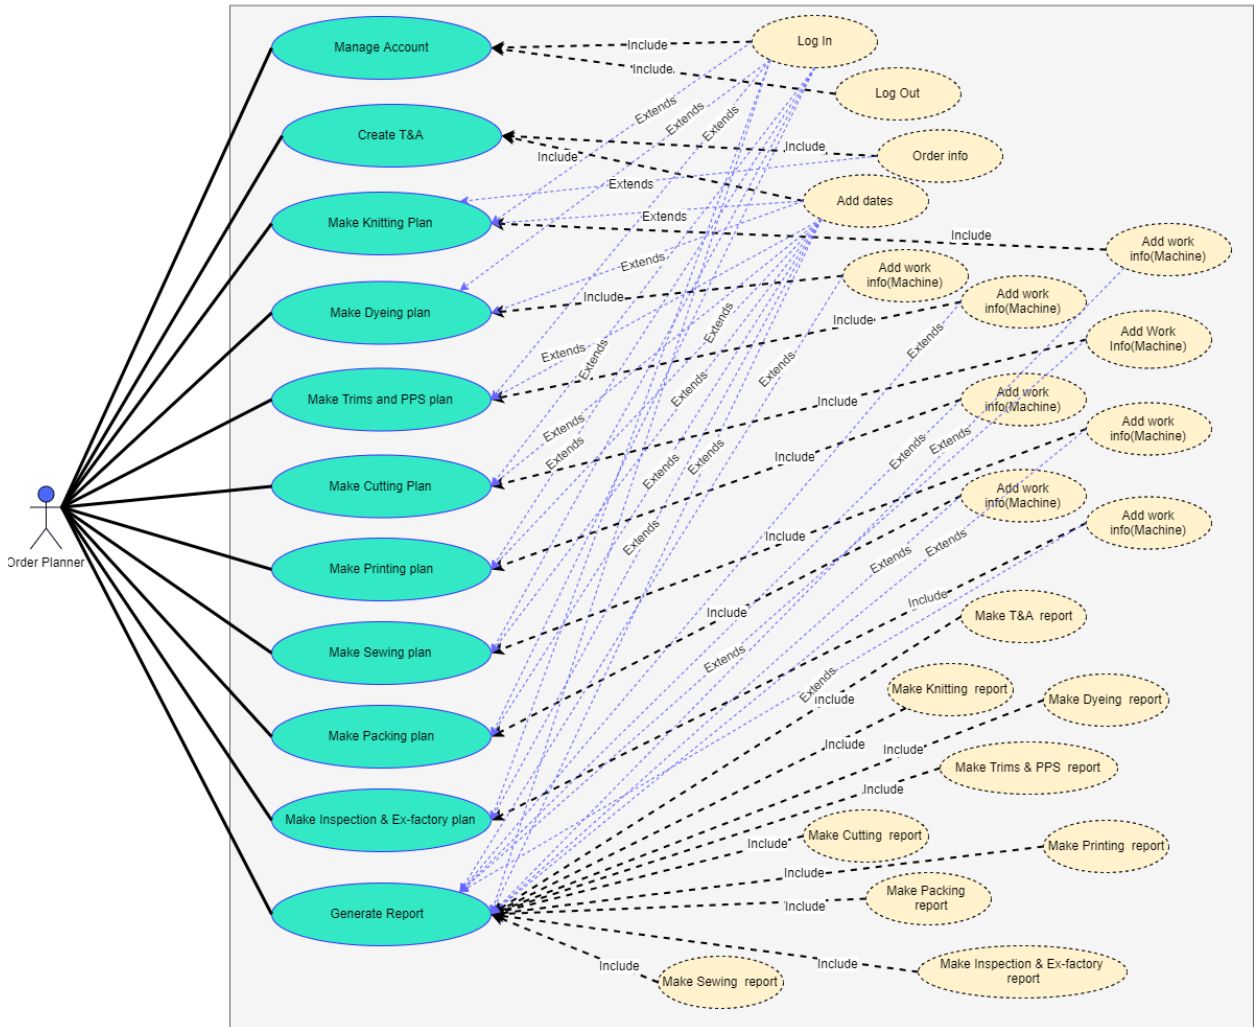 Manage Account
Include
Log In
Include
Log Out
Extends
Extends
Extends
Create T&A
Include
Include
Order info
Extends
Add dates
Make Knitting Plan
Extends
Include
Add work
info(Machine)
Extends
Add work
info(Machine)
Make Dyeing plan
Include
Add work
info(Machine)
Include
Extends
Extends
Add Work
Info(Machine)
Extends
Extends
Extends
Make Trims and PPS plan
Extends
Include
Add work
info(Machine)
Extends
Add work
info(Machine)
Extends
Extends
Extends
Extends
Include
Extends
Extends
Make Cutting Plan
Add work
info(Machine)
Order Planner
Add work
info(Machine)
Extends
Include
Extends
Extends
Make Printing plan
Include
Include
Make T&A  report
Make Sewing plan
Extends
Make Knitting  report
Extends
Include
Make Dyeing  report
Make Packing plan
Include
Include
Make Trims & PPS  report
Include
Make Inspection & Ex-factory plan
Include
Make Cutting  report
Make Printing  report
Include
Make Packing
report
Include
Generate Report
Include
Include
Make Inspection & Ex-factory
report
Make Sewing  report